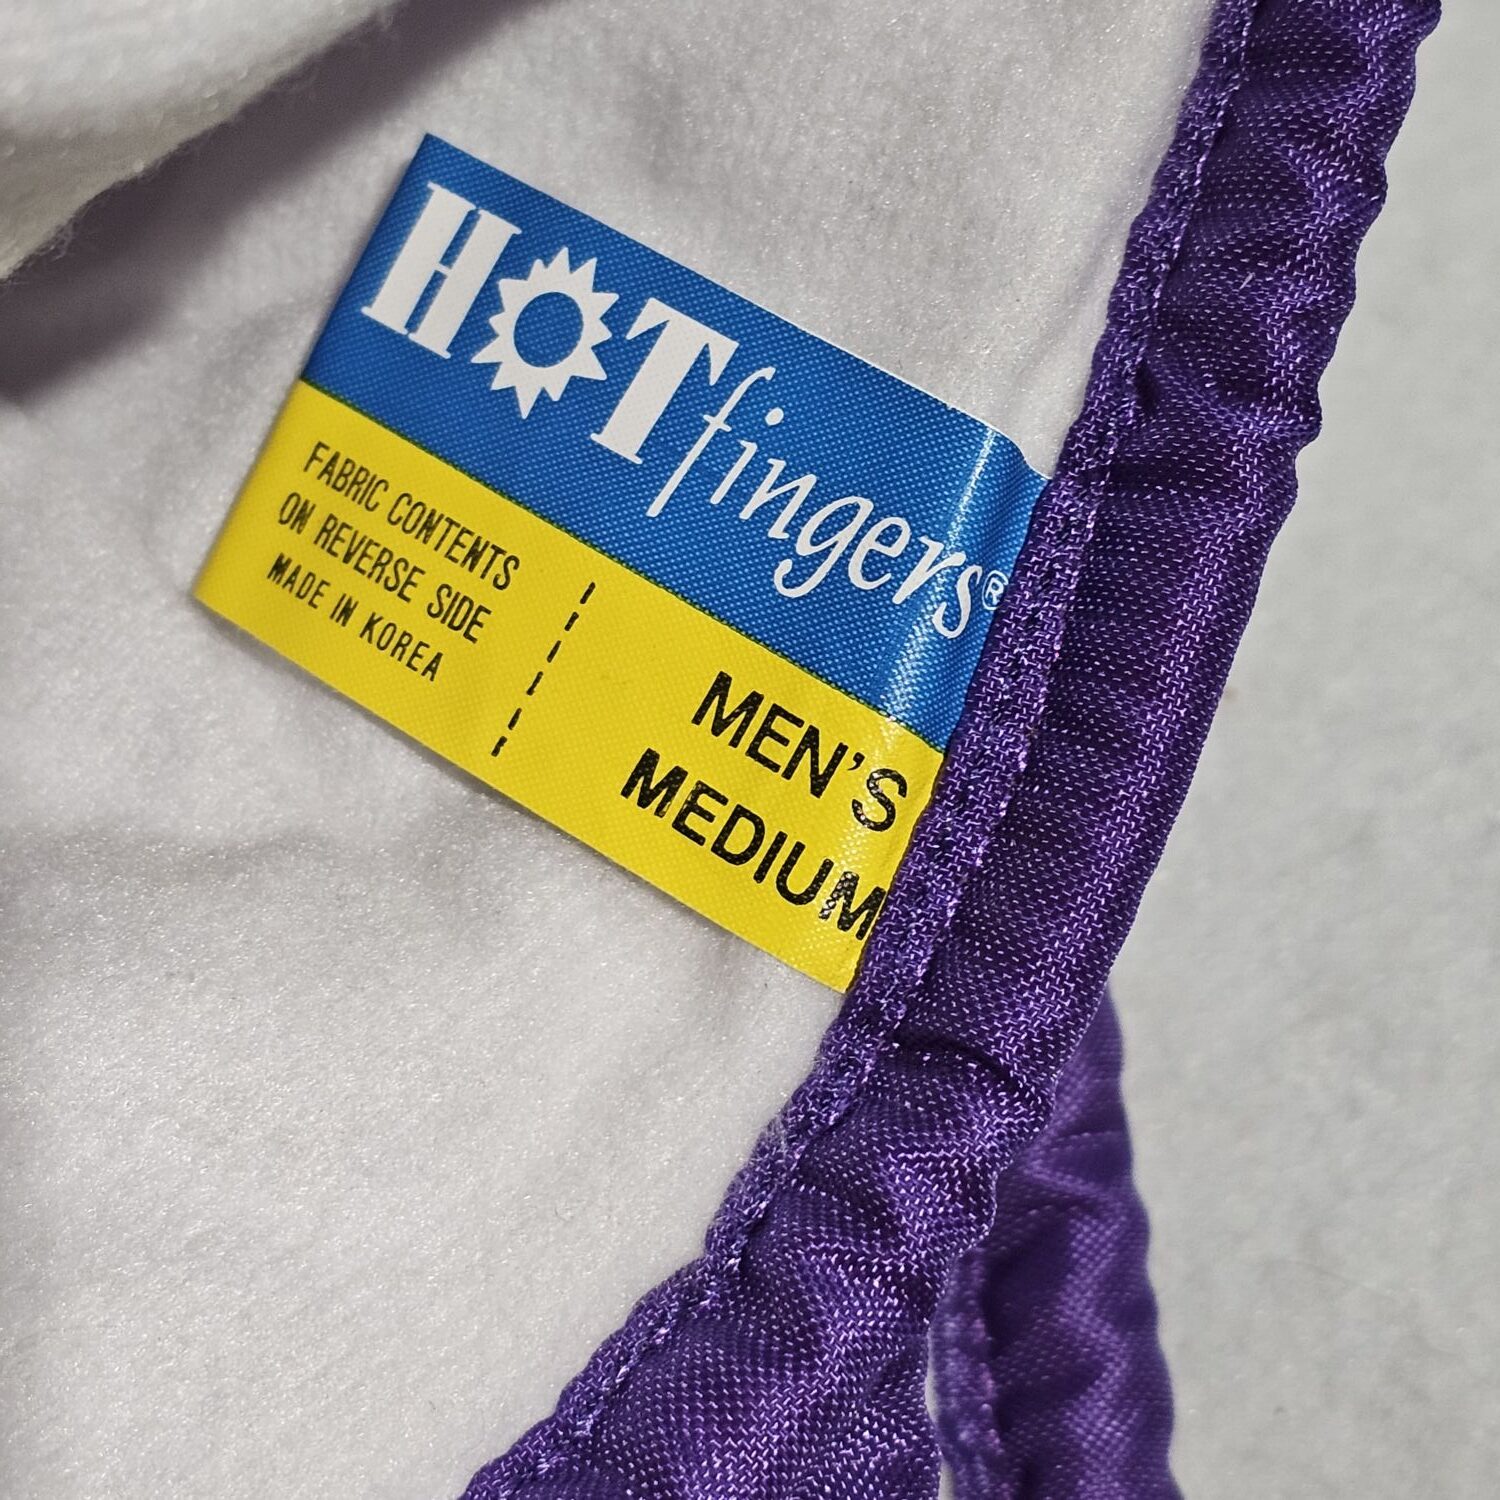 HOT fingers®
FABRIC CONTENTS
ON REVERSE SIDE
MADE IN KOREA
MEN'S
MEDIUM